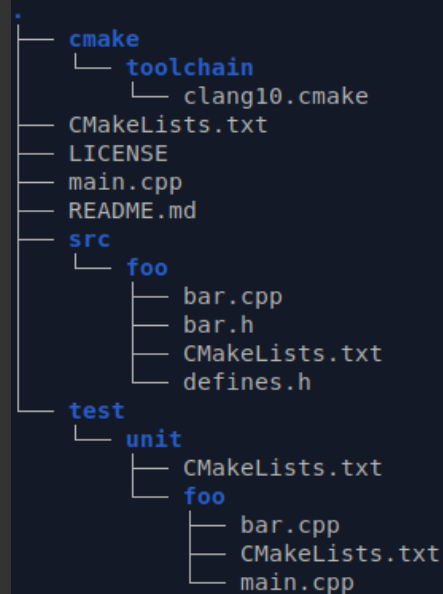 .
├── cmake
│   └── toolchain
│       └── clang10.cmake
├── CMakeLists.txt
├── LICENSE
├── main.cpp
├── README.md
├── src
│   └── foo
│       ├── bar.cpp
│       ├── bar.h
│       ├── CMakeLists.txt
│       └── defines.h
└── test
    └── unit
        ├── CMakeLists.txt
        └── foo
            ├── bar.cpp
            ├── CMakeLists.txt
            └── main.cpp